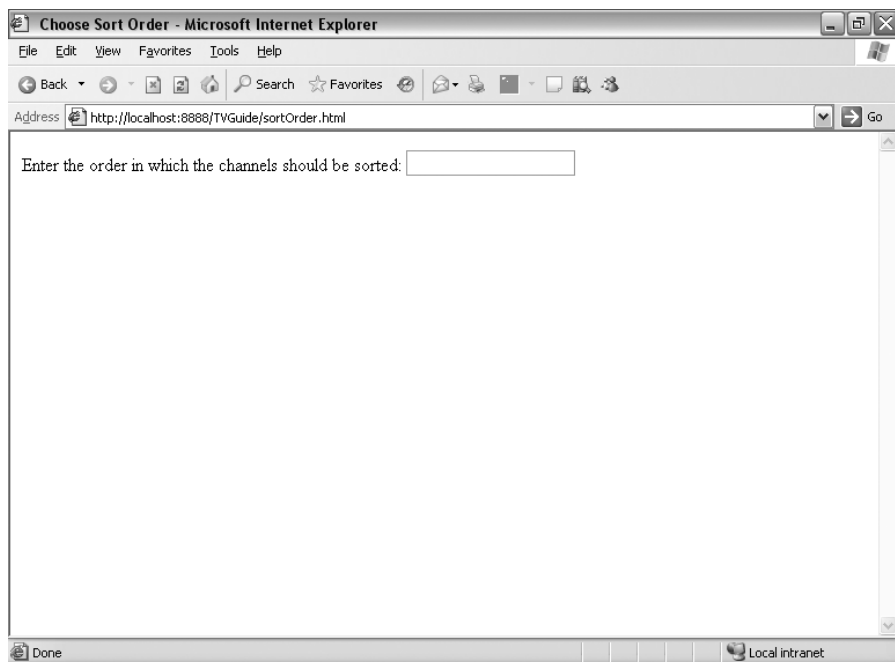 Choose Sort Order - Microsoft Internet Explorer
File Edit View Favorites Tools Help
Back Search Favorites
Address http://localhost:8888/TVGuide/sortOrder.html Go
Enter the order in which the channels should be sorted:
Done Local intranet